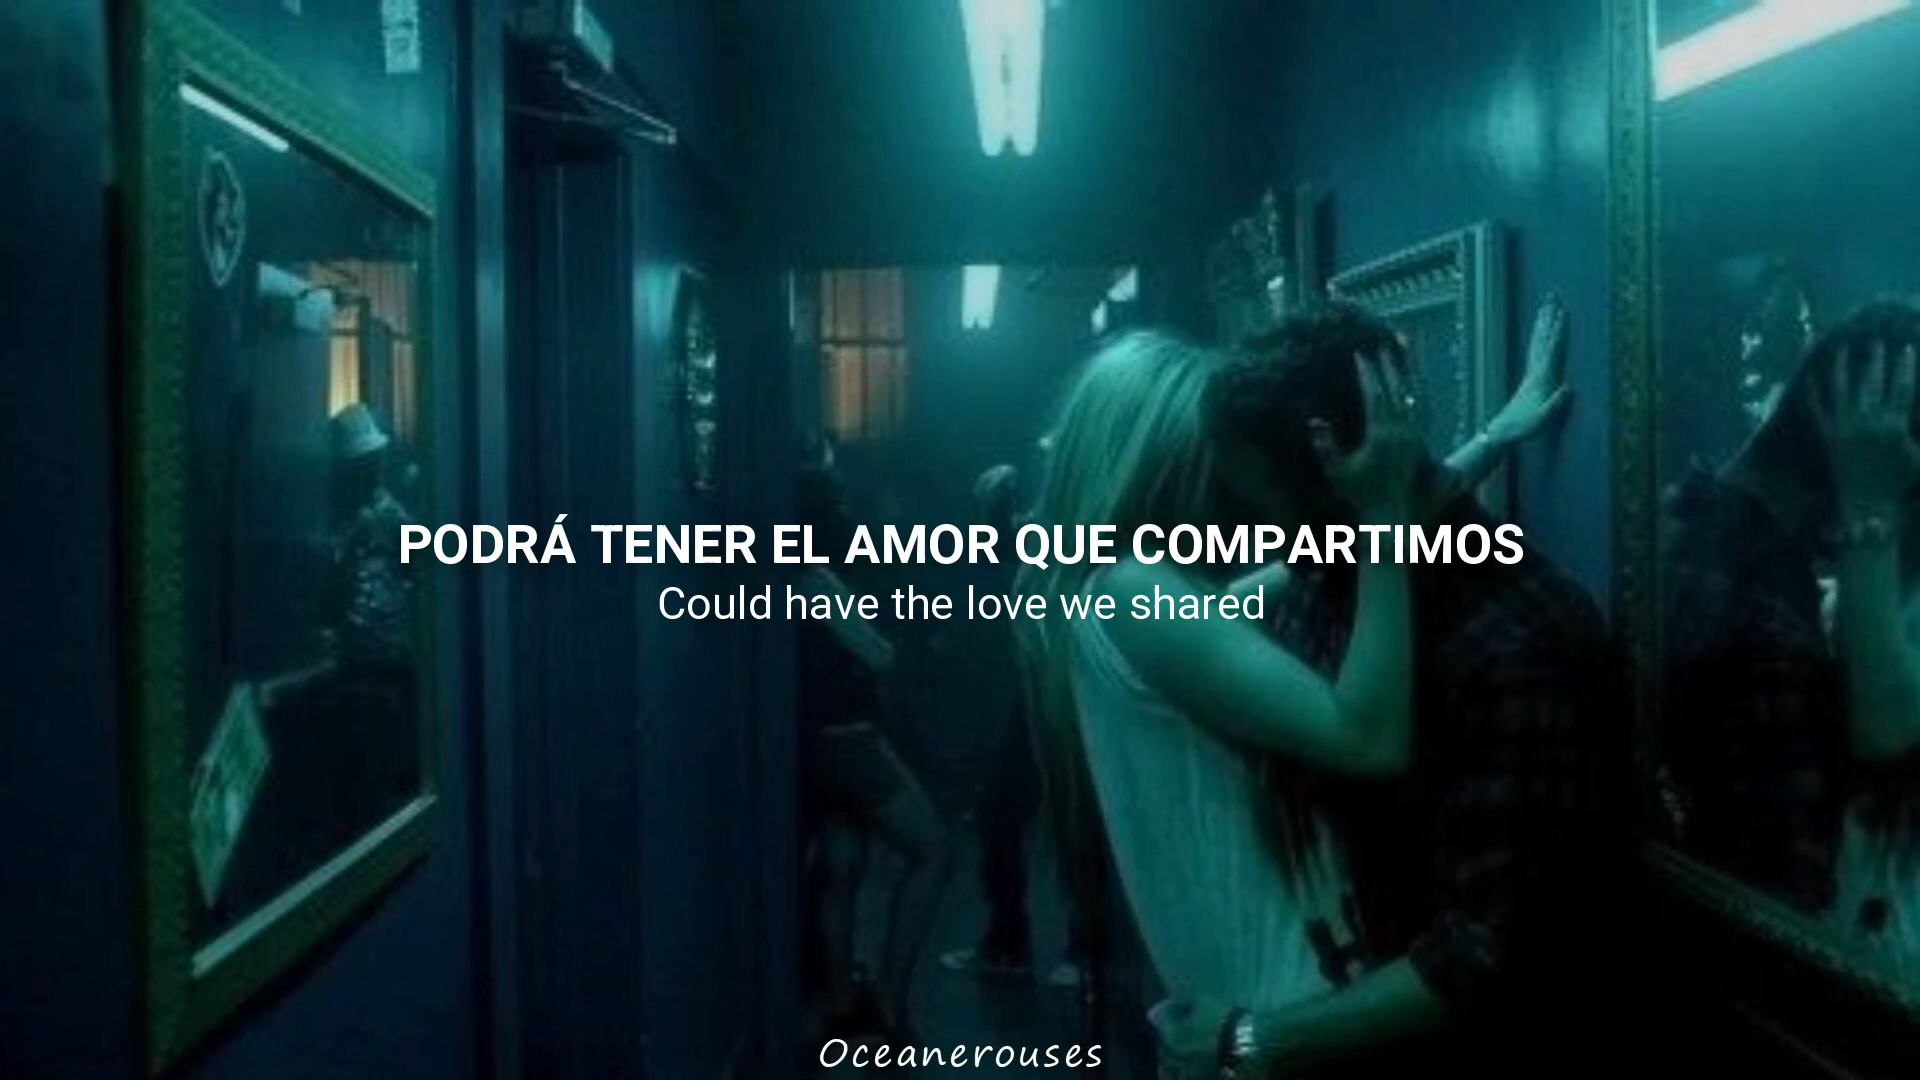 PODRÁ TENER EL AMOR QUE COMPARTIMOS
Could have the love we shared
Oceanerouses